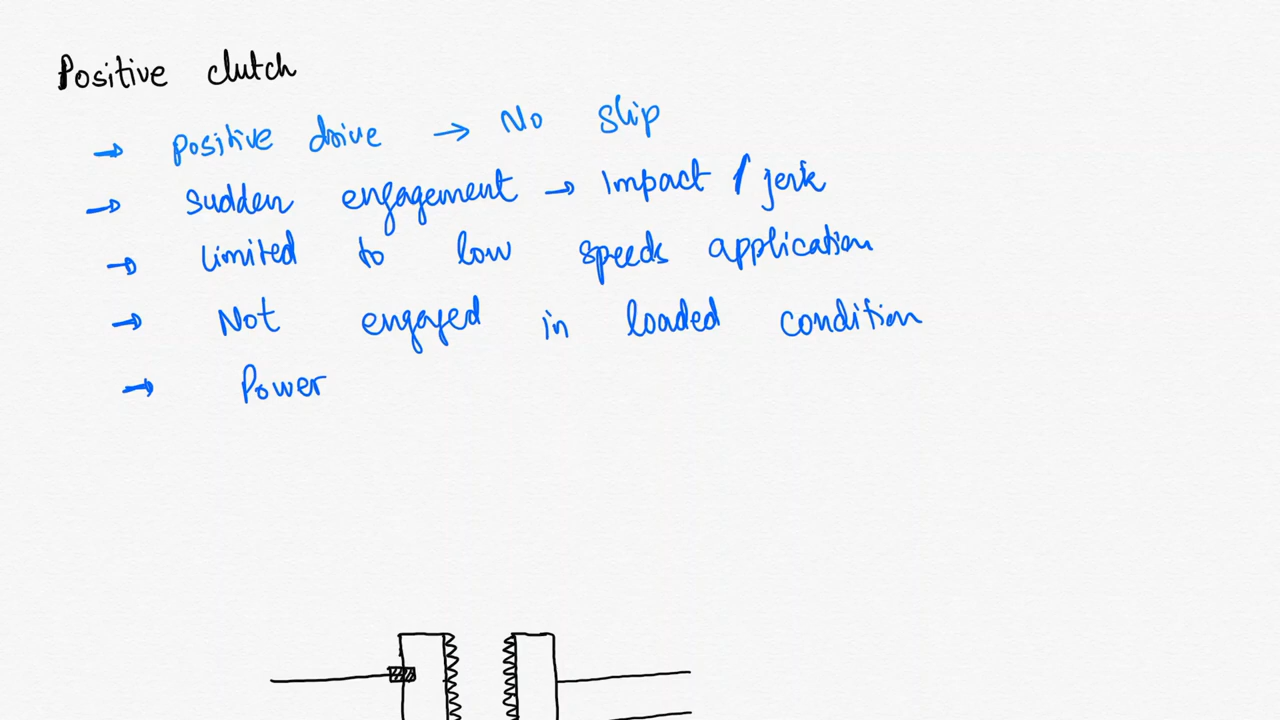 Positive clutch
→ Positive drive → No slip
→ Sudden engagement → Impact / jerk
→ Limited to low speeds application
→ Not engaged in loaded condition
→ Power